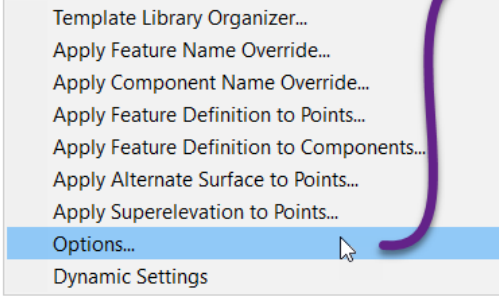 Template Library Organizer...
Apply Feature Name Override...
Apply Component Name Override...
Apply Feature Definition to Points...
Apply Feature Definition to Components...
Apply Alternate Surface to Points...
Apply Superelevation to Points...
Options...
Dynamic Settings